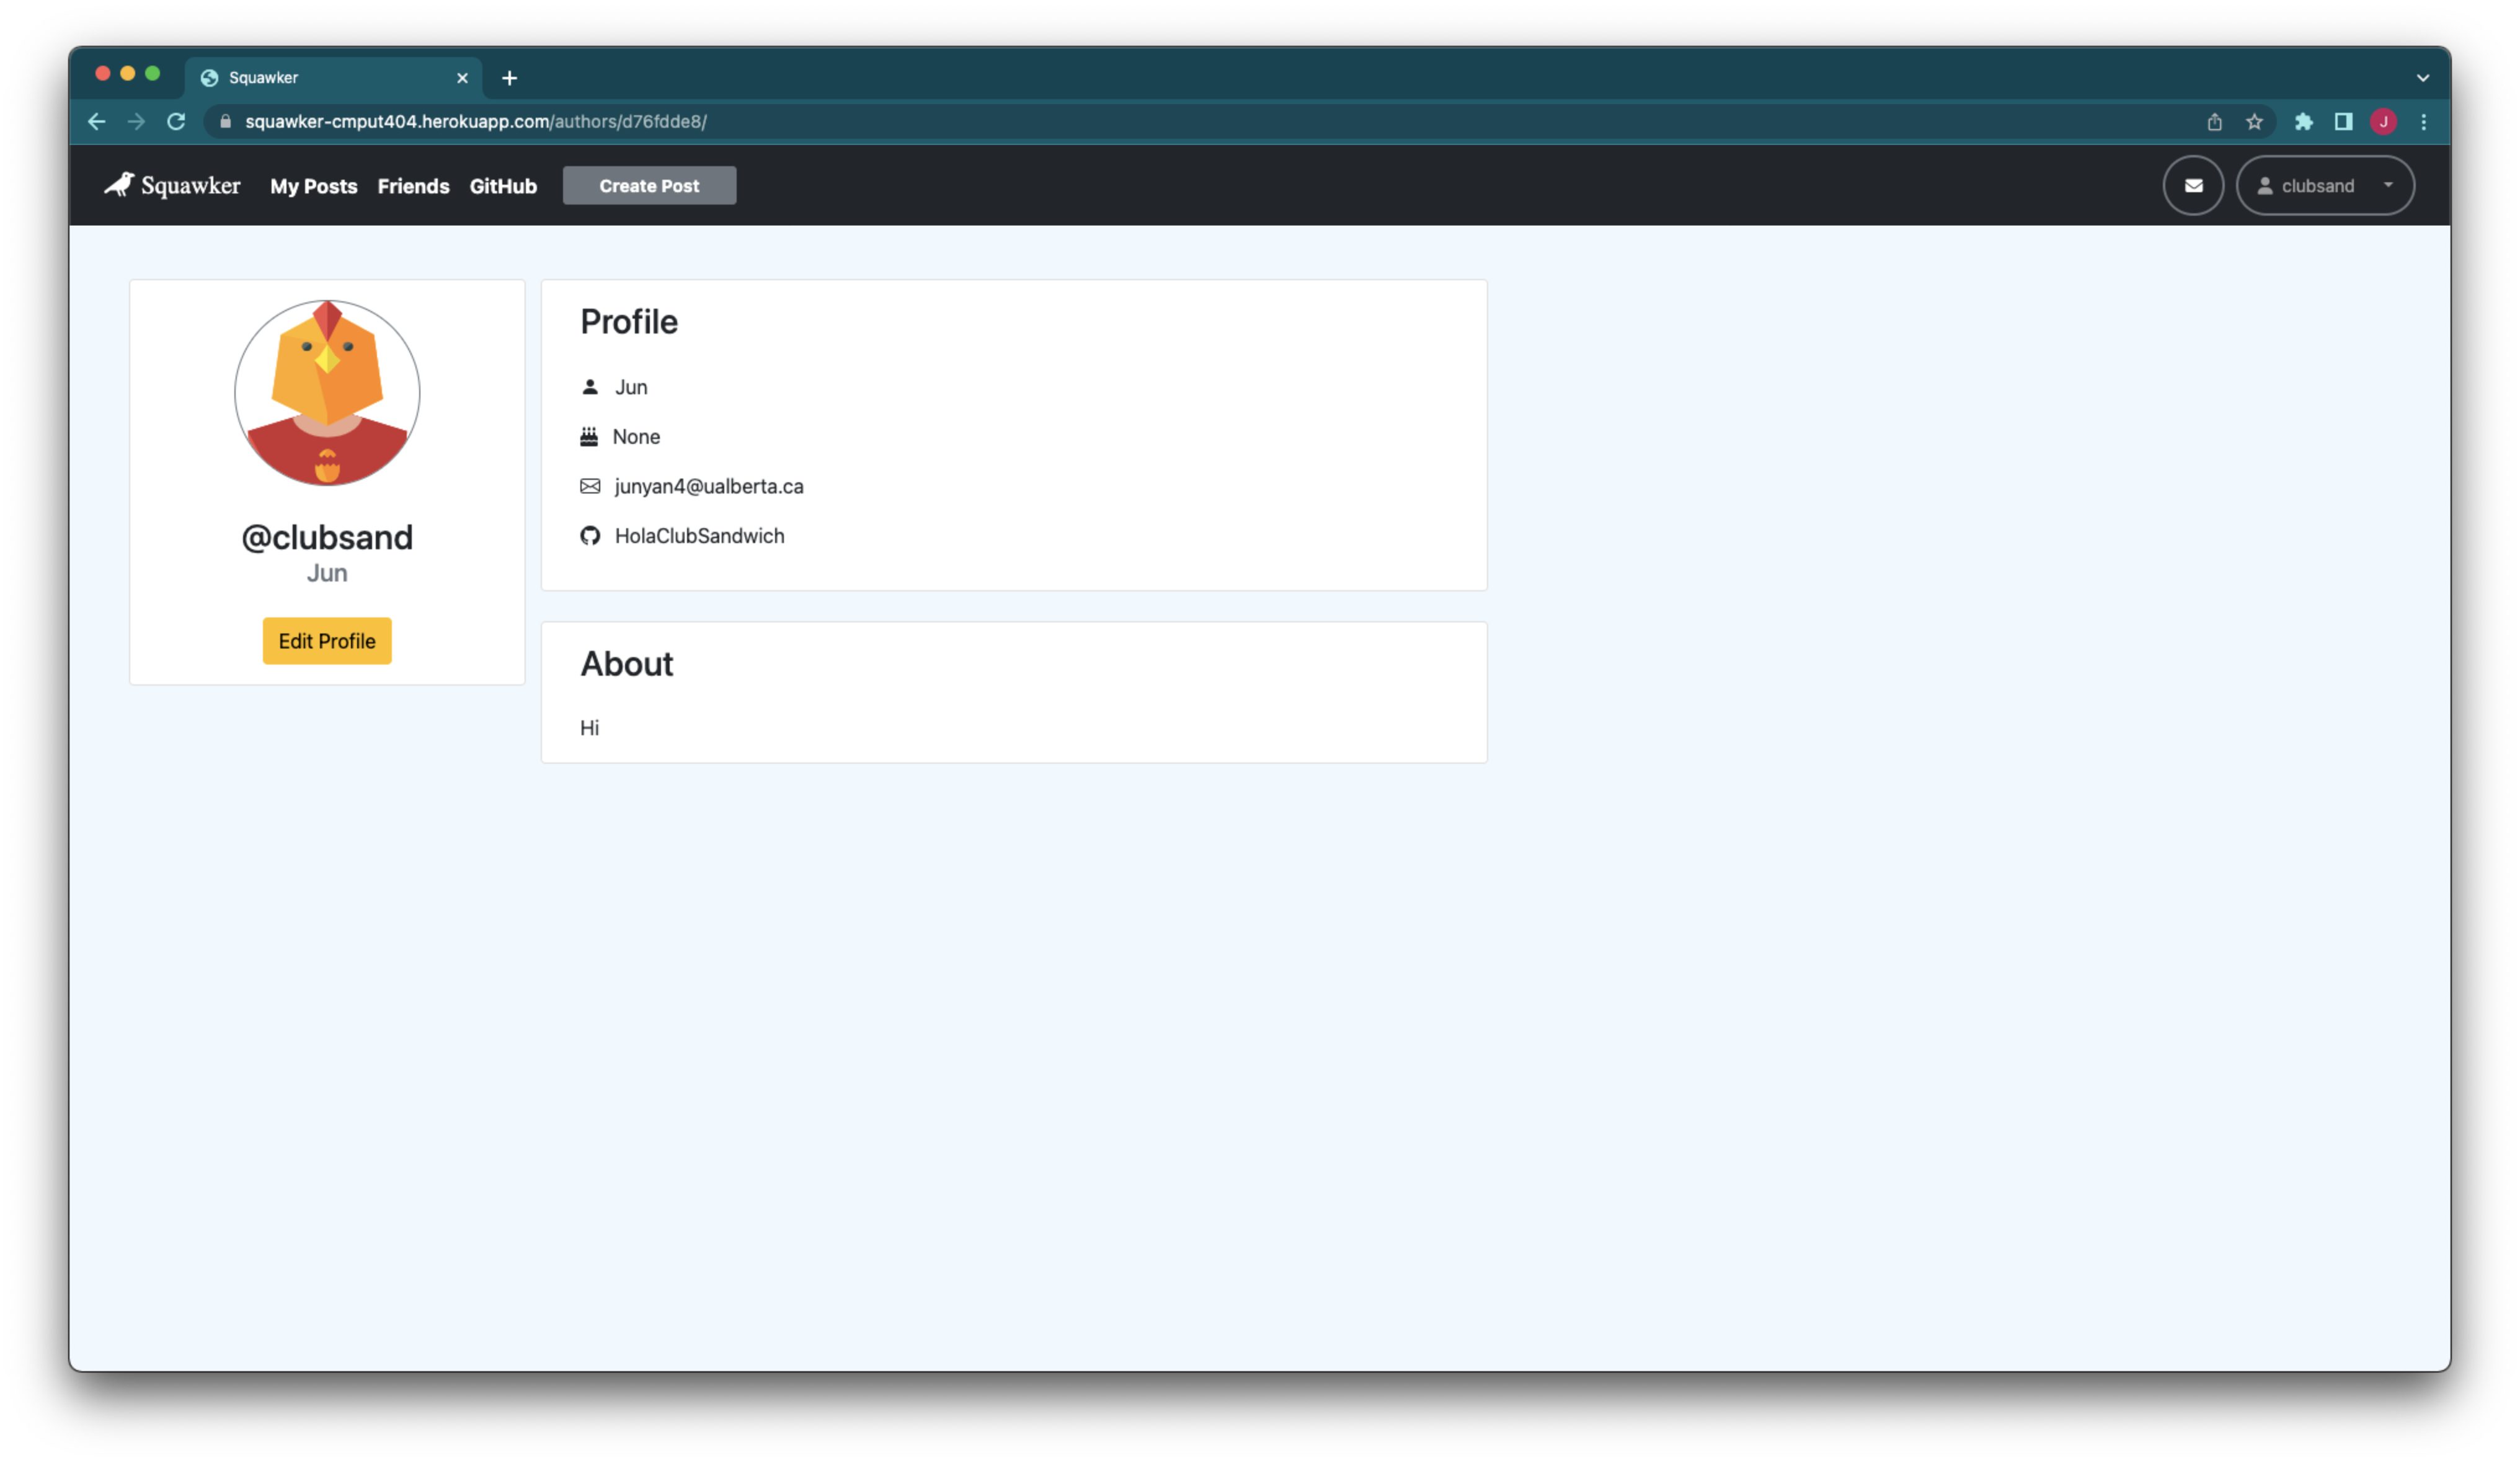 Squawker
squawker-cmput404.herokuapp.com/authors/d76fdde8/
J
Squawker My Posts Friends GitHub Create Post clubsand
@clubsand
Jun
Edit Profile
Profile
Jun
None
junyan4@ualberta.ca
HolaClubSandwich
About
Hi